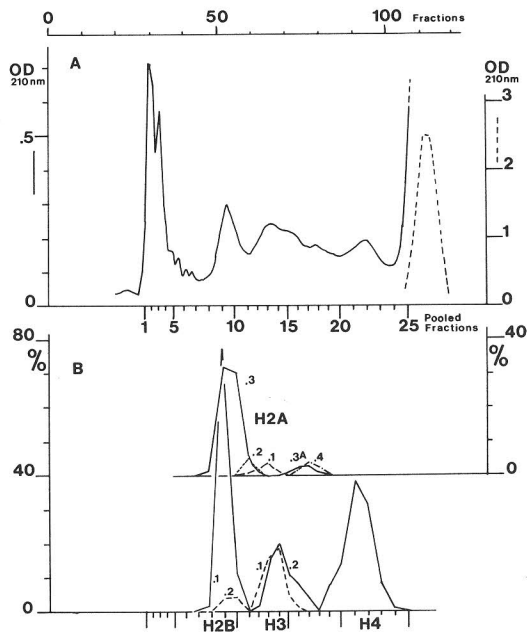 0 50 100 Fractions
OD 210nm
A
OD 210nm
.5
0
3
2
1
0
1 5 10 15 20 25 Pooled Fractions
80
%
40
0
B
40
%
0
.3
H2A
.2 .1 .3A .4
.1 .2 .1 .2
H2B H3 H4